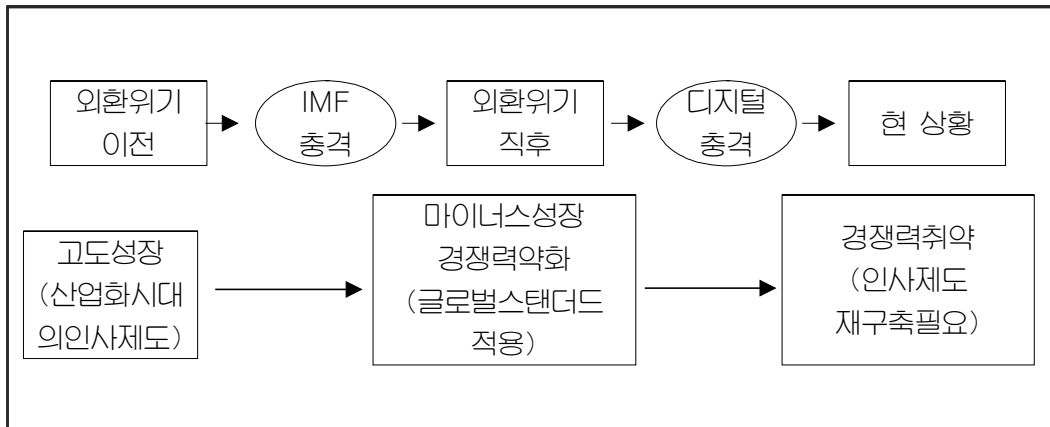 외환위기
이전
IMF
충격
외환위기
직후
디지털
충격
현 상황
고도성장
(산업화시대
의인사제도)
마이너스성장
경쟁력약화
(글로벌스탠더드
적용)
경쟁력취약
(인사제도
재구축필요)